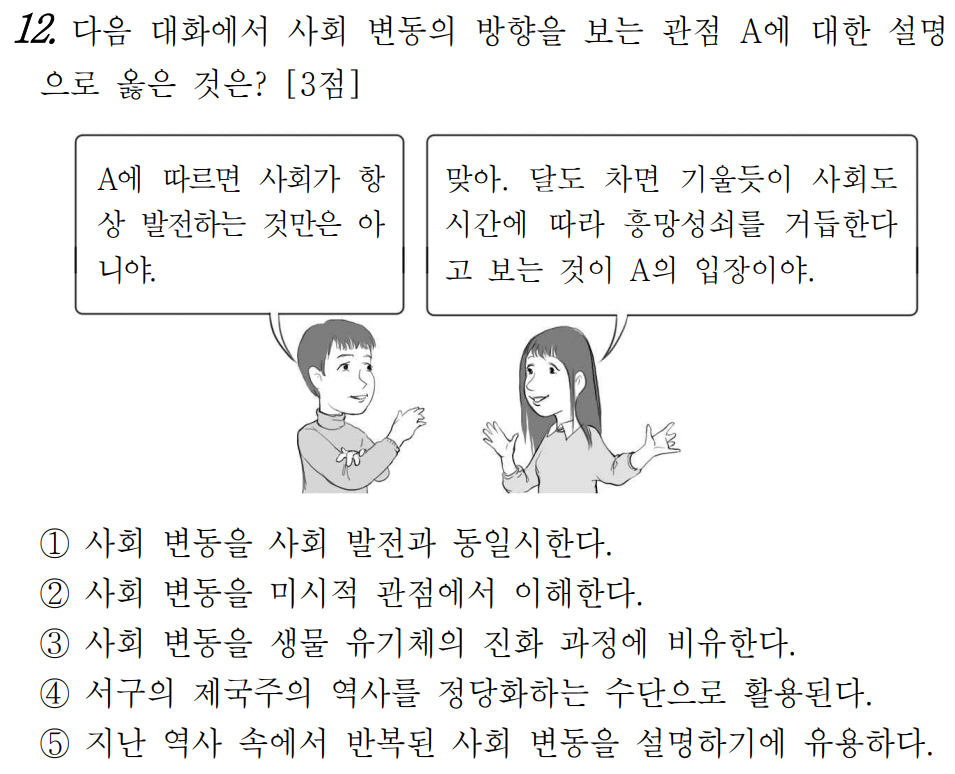 12. 다음 대화에서 사회 변동의 방향을 보는 관점 A에 대한 설명
으로 옳은 것은? [3점]
A에 따르면 사회가 항
상 발전하는 것만은 아
니야.
맞아. 달도 차면 기울듯이 사회도
시간에 따라 흥망성쇠를 거듭한다
고 보는 것이 A의 입장이야.
① 사회 변동을 사회 발전과 동일시한다.
② 사회 변동을 미시적 관점에서 이해한다.
③ 사회 변동을 생물 유기체의 진화 과정에 비유한다.
④ 서구의 제국주의 역사를 정당화하는 수단으로 활용된다.
⑤ 지난 역사 속에서 반복된 사회 변동을 설명하기에 유용하다.